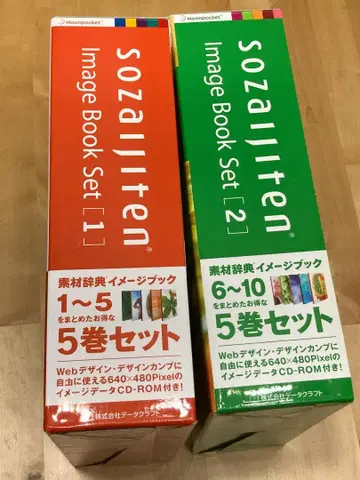 Moonpocket
sozaijiten®
Image Book Set [1]
素材辞典 イメージブック
1〜5
をまとめたお得な
5巻セット
Webデザイン・デザインカンプに
自由に使える640×480Pixelの
イメージデータCD-ROM付き!
株式会社データクラフト
Moonpocket
sozaijiten®
Image Book Set [2]
素材辞典 イメージブック
6〜10
をまとめたお得な
5巻セット
Webデザイン・デザインカンプに
自由に使える640×480Pixelの
イメージデータCD-ROM付き!
株式会社データクラフト